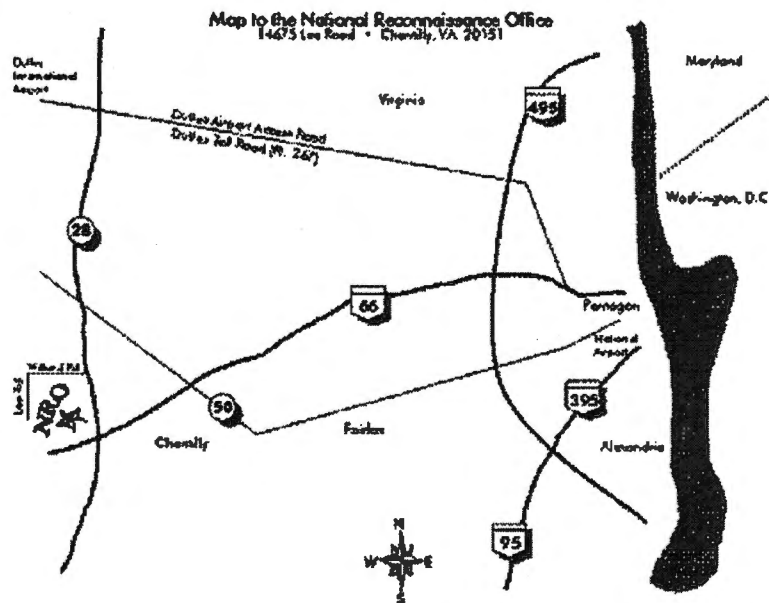 Map to the National Reconnaissance Office
14675 Lee Road • Chantilly, VA 20151
Dulles
International
Airport
Virginia
495
Maryland
Dulles Airport Access Road
Dulles Toll Road (Rt. 267)
Washington, D.C
28
66
Pentagon
National
Airport
Lee Rd
NRO
50
395
Chantilly
Fairfax
Alexandria
95
N
W
E
S